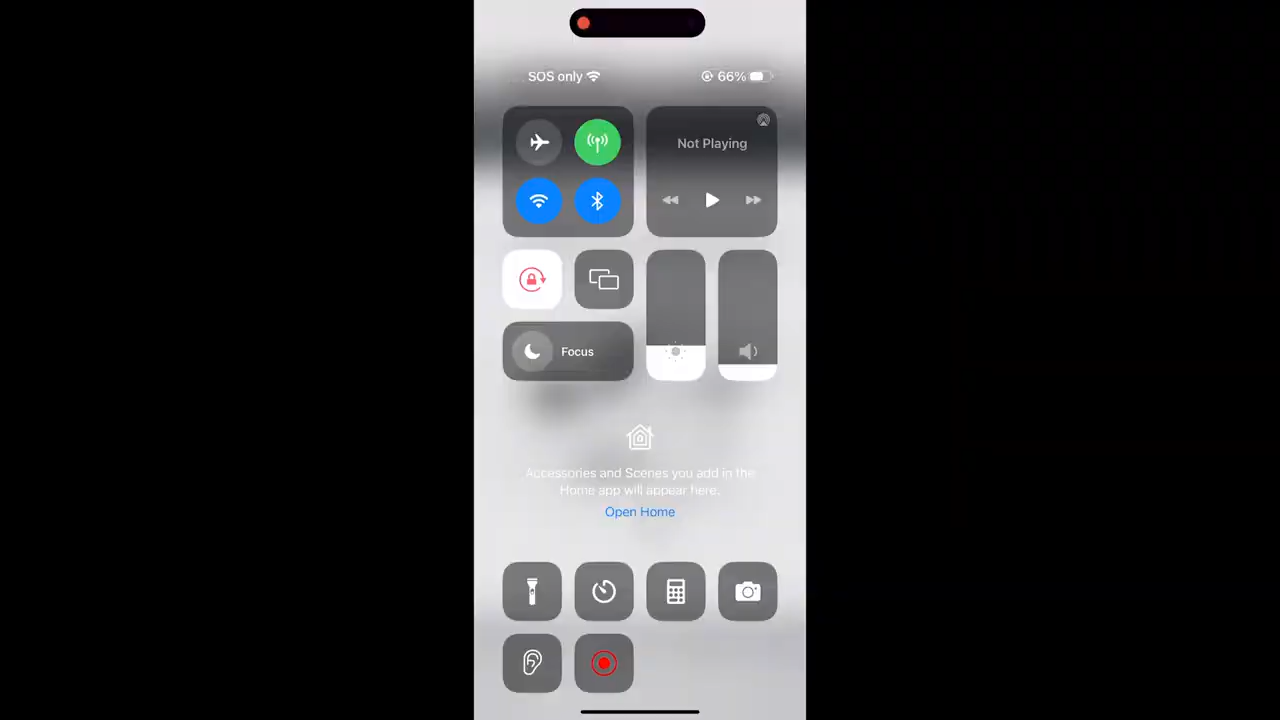 SOS only 66%
Not Playing
Focus
Accessories and Scenes you add in the
Home app will appear here.
Open Home